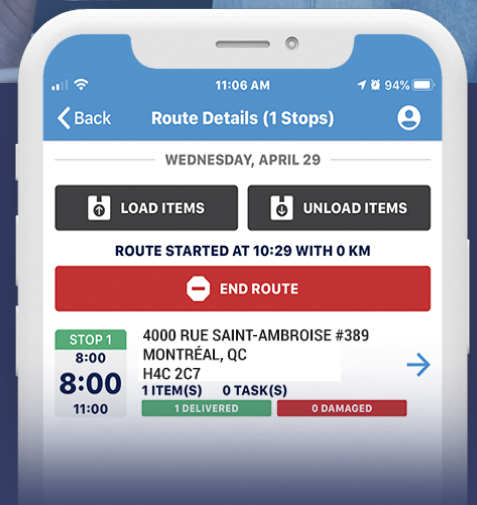 11:06 AM
94%
Back
Route Details (1 Stops)
WEDNESDAY, APRIL 29
LOAD ITEMS
UNLOAD ITEMS
ROUTE STARTED AT 10:29 WITH 0 KM
END ROUTE
STOP 1
8:00
8:00
11:00
4000 RUE SAINT-AMBROISE #389
MONTRÉAL, QC
H4C 2C7
1 ITEM(S) 0 TASK(S)
1 DELIVERED
0 DAMAGED